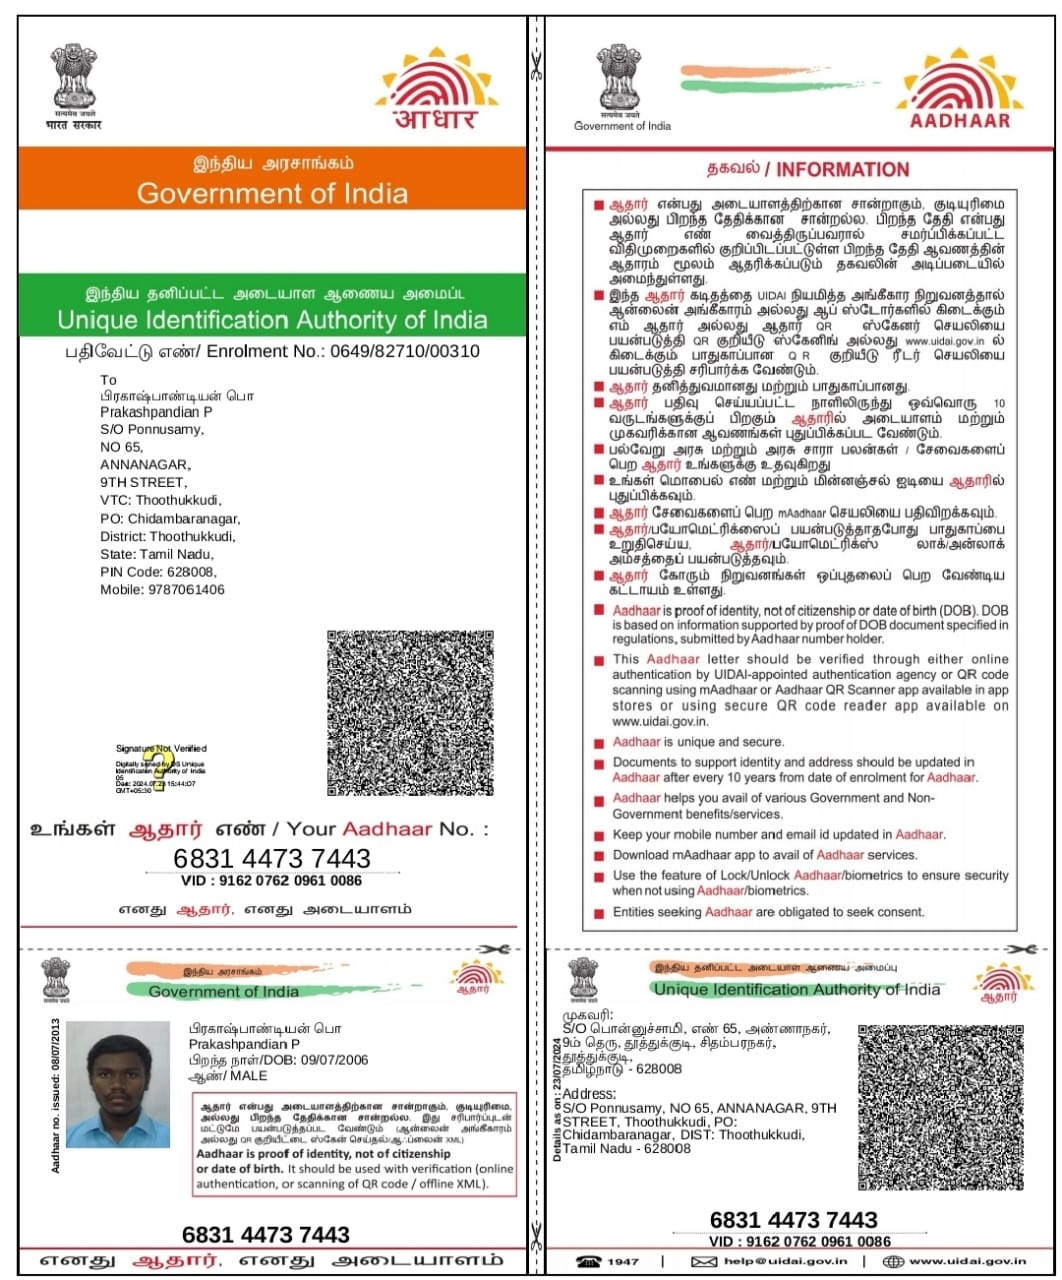 सत्यमेव जयते
भारत सरकार
आधार
இந்திய அரசாங்கம்
Government of India
இந்திய தனிப்பட்ட அடையாள ஆணைய அமைப்
Unique Identification Authority of India
பதிவேட்டு எண்/ Enrolment No.: 0649/82710/00310
To
பிரகாஷ்பாண்டியன் பொ
Prakashpandian P
S/O Ponnusamy,
NO 65,
ANNANAGAR,
9TH STREET,
VTC: Thoothukkudi,
PO: Chidambaranagar,
District: Thoothukkudi,
State: Tamil Nadu,
PIN Code: 628008,
Mobile: 9787061406
Signature Not Verified
Digitally signed by DS Unique
Identification Authority of India
05
Date: 2024.07.23 15:44:07
GMT+05:30
உங்கள் ஆதார் எண் / Your Aadhaar No. :
6831 4473 7443
VID : 9162 0762 0961 0086
எனது ஆதார், எனது அடையாளம்
सत्यमेव जयते
Government of India
AADHAAR
தகவல் / INFORMATION
ஆதார் என்பது அடையாளத்திற்கான சான்றாகும், குடியுரிமை
அல்லது பிறந்த தேதிக்கான சான்றல்ல. பிறந்த தேதி என்பது
ஆதார் எண் வைத்திருப்பவரால் சமர்ப்பிக்கப்பட்ட
விதிமுறைகளில் குறிப்பிடப்பட்டுள்ள பிறந்த தேதி ஆவணத்தின்
ஆதாரம் மூலம் ஆதரிக்கப்படும் தகவலின் அடிப்படையில்
அமைந்துள்ளது.
இந்த ஆதார் கடிதத்தை UIDAI நியமித்த அங்கீகார நிறுவனத்தால்
ஆன்லைன் அங்கீகாரம் அல்லது ஆப் ஸ்டோர்களில் கிடைக்கும்
எம் ஆதார் அல்லது ஆதார் QR ஸ்கேனர் செயலியை
பயன்படுத்தி QR குறியீடு ஸ்கேனிங் அல்லது www.uidai.gov.in ல்
கிடைக்கும் பாதுகாப்பான Q R குறியீடு ரீடர் செயலியை
பயன்படுத்தி சரிபார்க்க வேண்டும்.
ஆதார் தனித்துவமானது மற்றும் பாதுகாப்பானது.
ஆதார் பதிவு செய்யப்பட்ட நாளிலிருந்து ஒவ்வொரு 10
வருடங்களுக்குப் பிறகும் ஆதாரில் அடையாளம் மற்றும்
முகவரிக்கான ஆவணங்கள் புதுப்பிக்கப்பட வேண்டும்.
பல்வேறு அரசு மற்றும் அரசு சாரா பலன்கள் / சேவைகளைப்
பெற ஆதார் உங்களுக்கு உதவுகிறது
உங்கள் மொபைல் எண் மற்றும் மின்னஞ்சல் ஐடியை ஆதாரில்
புதுப்பிக்கவும்.
ஆதார் சேவைகளைப் பெற mAadhaar செயலியை பதிவிறக்கவும்.
ஆதார்/பயோமெட்ரிக்ஸைப் பயன்படுத்தாதபோது பாதுகாப்பை
உறுதிசெய்ய, ஆதார்/பயோமெட்ரிக்ஸ் லாக்/அன்லாக்
அம்சத்தைப் பயன்படுத்தவும்.
ஆதார் கோரும் நிறுவனங்கள் ஒப்புதலைப் பெற வேண்டிய
கட்டாயம் உள்ளது.
Aadhaar is proof of identity, not of citizenship or date of birth (DOB). DOB
is based on information supported by proof of DOB document specified in
regulations, submitted by Aadhaar number holder.
This Aadhaar letter should be verified through either online
authentication by UIDAI-appointed authentication agency or QR code
scanning using mAadhaar or Aadhaar QR Scanner app available in app
stores or using secure QR code reader app available on
www.uidai.gov.in.
Aadhaar is unique and secure.
Documents to support identity and address should be updated in
Aadhaar after every 10 years from date of enrolment for Aadhaar.
Aadhaar helps you avail of various Government and Non-
Government benefits/services.
Keep your mobile number and email id updated in Aadhaar.
Download mAadhaar app to avail of Aadhaar services.
Use the feature of Lock/Unlock Aadhaar/biometrics to ensure security
when not using Aadhaar/biometrics.
Entities seeking Aadhaar are obligated to seek consent.
இந்திய அரசாங்கம்
Government of India
ஆதார்
Aadhaar no. issued: 08/07/2013
பிரகாஷ்பாண்டியன் பொ
Prakashpandian P
பிறந்த நாள்/DOB: 09/07/2006
ஆண்/ MALE
ஆதார் என்பது அடையாளத்திற்கான சான்றாகும், குடியுரிமை,
அல்லது பிறந்த தேதிக்கான சான்றல்ல. இது சரிபார்ப்புடன்
மட்டுமே பயன்படுத்தப்பட வேண்டும் (ஆன்லைன் அங்கீகாரம்
அல்லது QR குறியீட்டை ஸ்கேன் செய்தல்/ஆஃப்லைன் XML)
Aadhaar is proof of identity, not of citizenship
or date of birth. It should be used with verification (online
authentication, or scanning of QR code / offline XML).
6831 4473 7443
எனது ஆதார், எனது அடையாளம்
இந்திய தனிப்பட்ட அடையாள ஆணைய அமைப்பு
Unique Identification Authority of India
ஆதார்
Details as on: 23/07/2024
முகவரி:
S/O பொன்னுச்சாமி, எண் 65, அண்ணாநகர்,
9ம் தெரு, தூத்துக்குடி, சிதம்பரநகர்,
தூத்துக்குடி,
தமிழ்நாடு - 628008
Address:
S/O Ponnusamy, NO 65, ANNANAGAR, 9TH
STREET, Thoothukkudi, PO:
Chidambaranagar, DIST: Thoothukkudi,
Tamil Nadu - 628008
6831 4473 7443
VID : 9162 0762 0961 0086
1947 | help@uidai.gov.in | www.uidai.gov.in